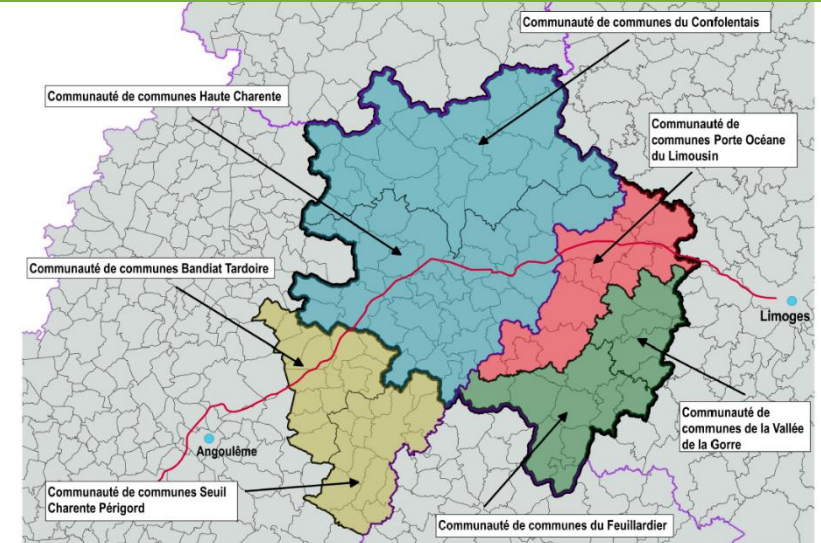 Communauté de communes du Confolentais
Communauté de communes Haute Charente
Communauté de
communes Porte Océane
du Limousin
Communauté de communes Bandiat Tardoire
Limoges
Angoulême
Communauté de
communes de la Vallée
de la Gorre
Communauté de communes Seuil
Charente Périgord
Communauté de communes du Feuillardier